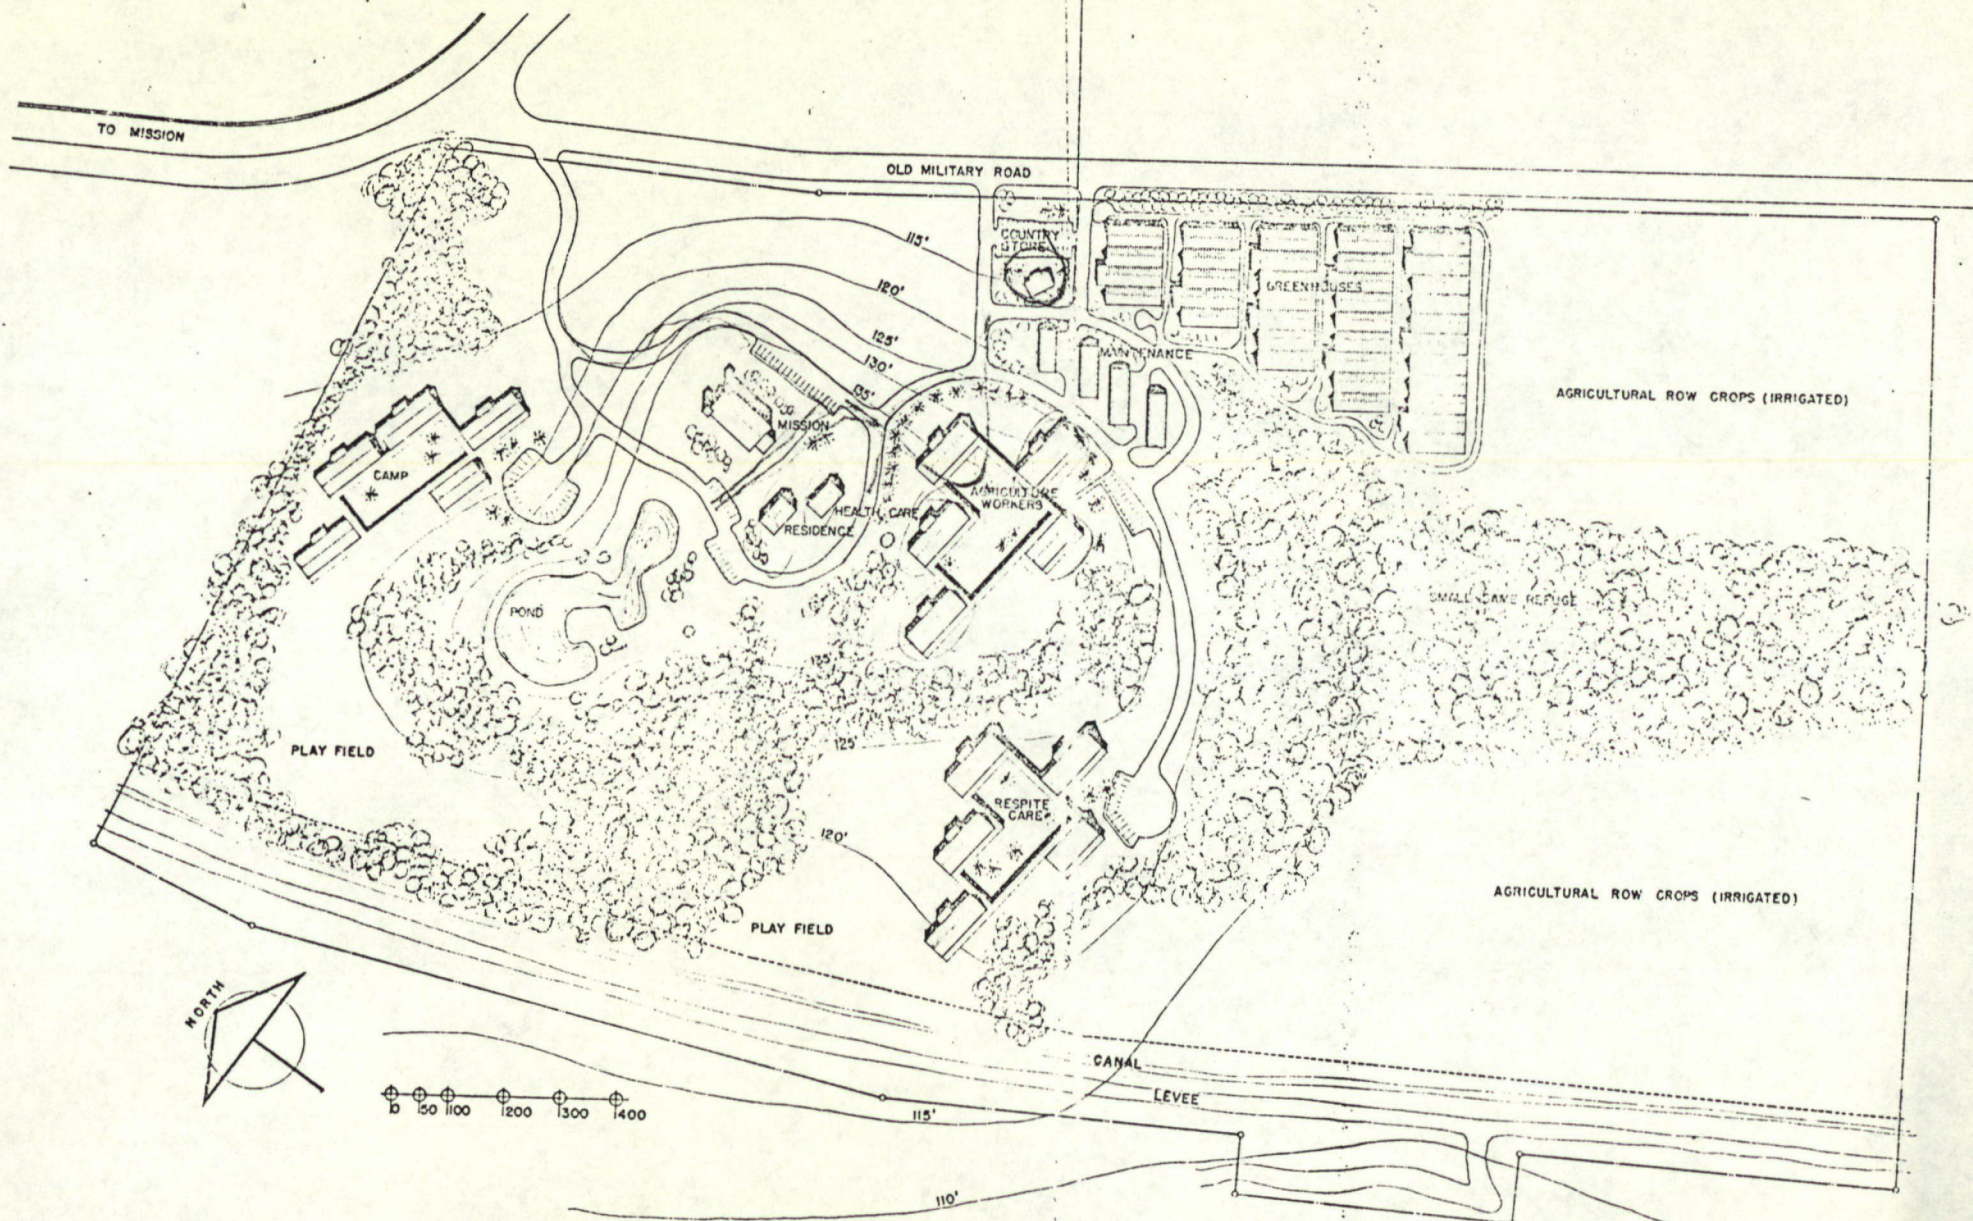 TO MISSION
OLD MILITARY ROAD
COUNTRY
STORE
115'
120'
125'
130'
135'
GREENHOUSES
MAINTENANCE
AGRICULTURAL ROW CROPS (IRRIGATED)
MISSION
CAMP
AGRICULTURE
WORKERS
HEALTH CARE
RESIDENCE
POND
SMALL GAME REFUGE
PLAY FIELD
125'
RESPITE
CARE
120'
AGRICULTURAL ROW CROPS (IRRIGATED)
PLAY FIELD
NORTH
CANAL
LEVEE
0 50 100 200 300 400
115'
110'